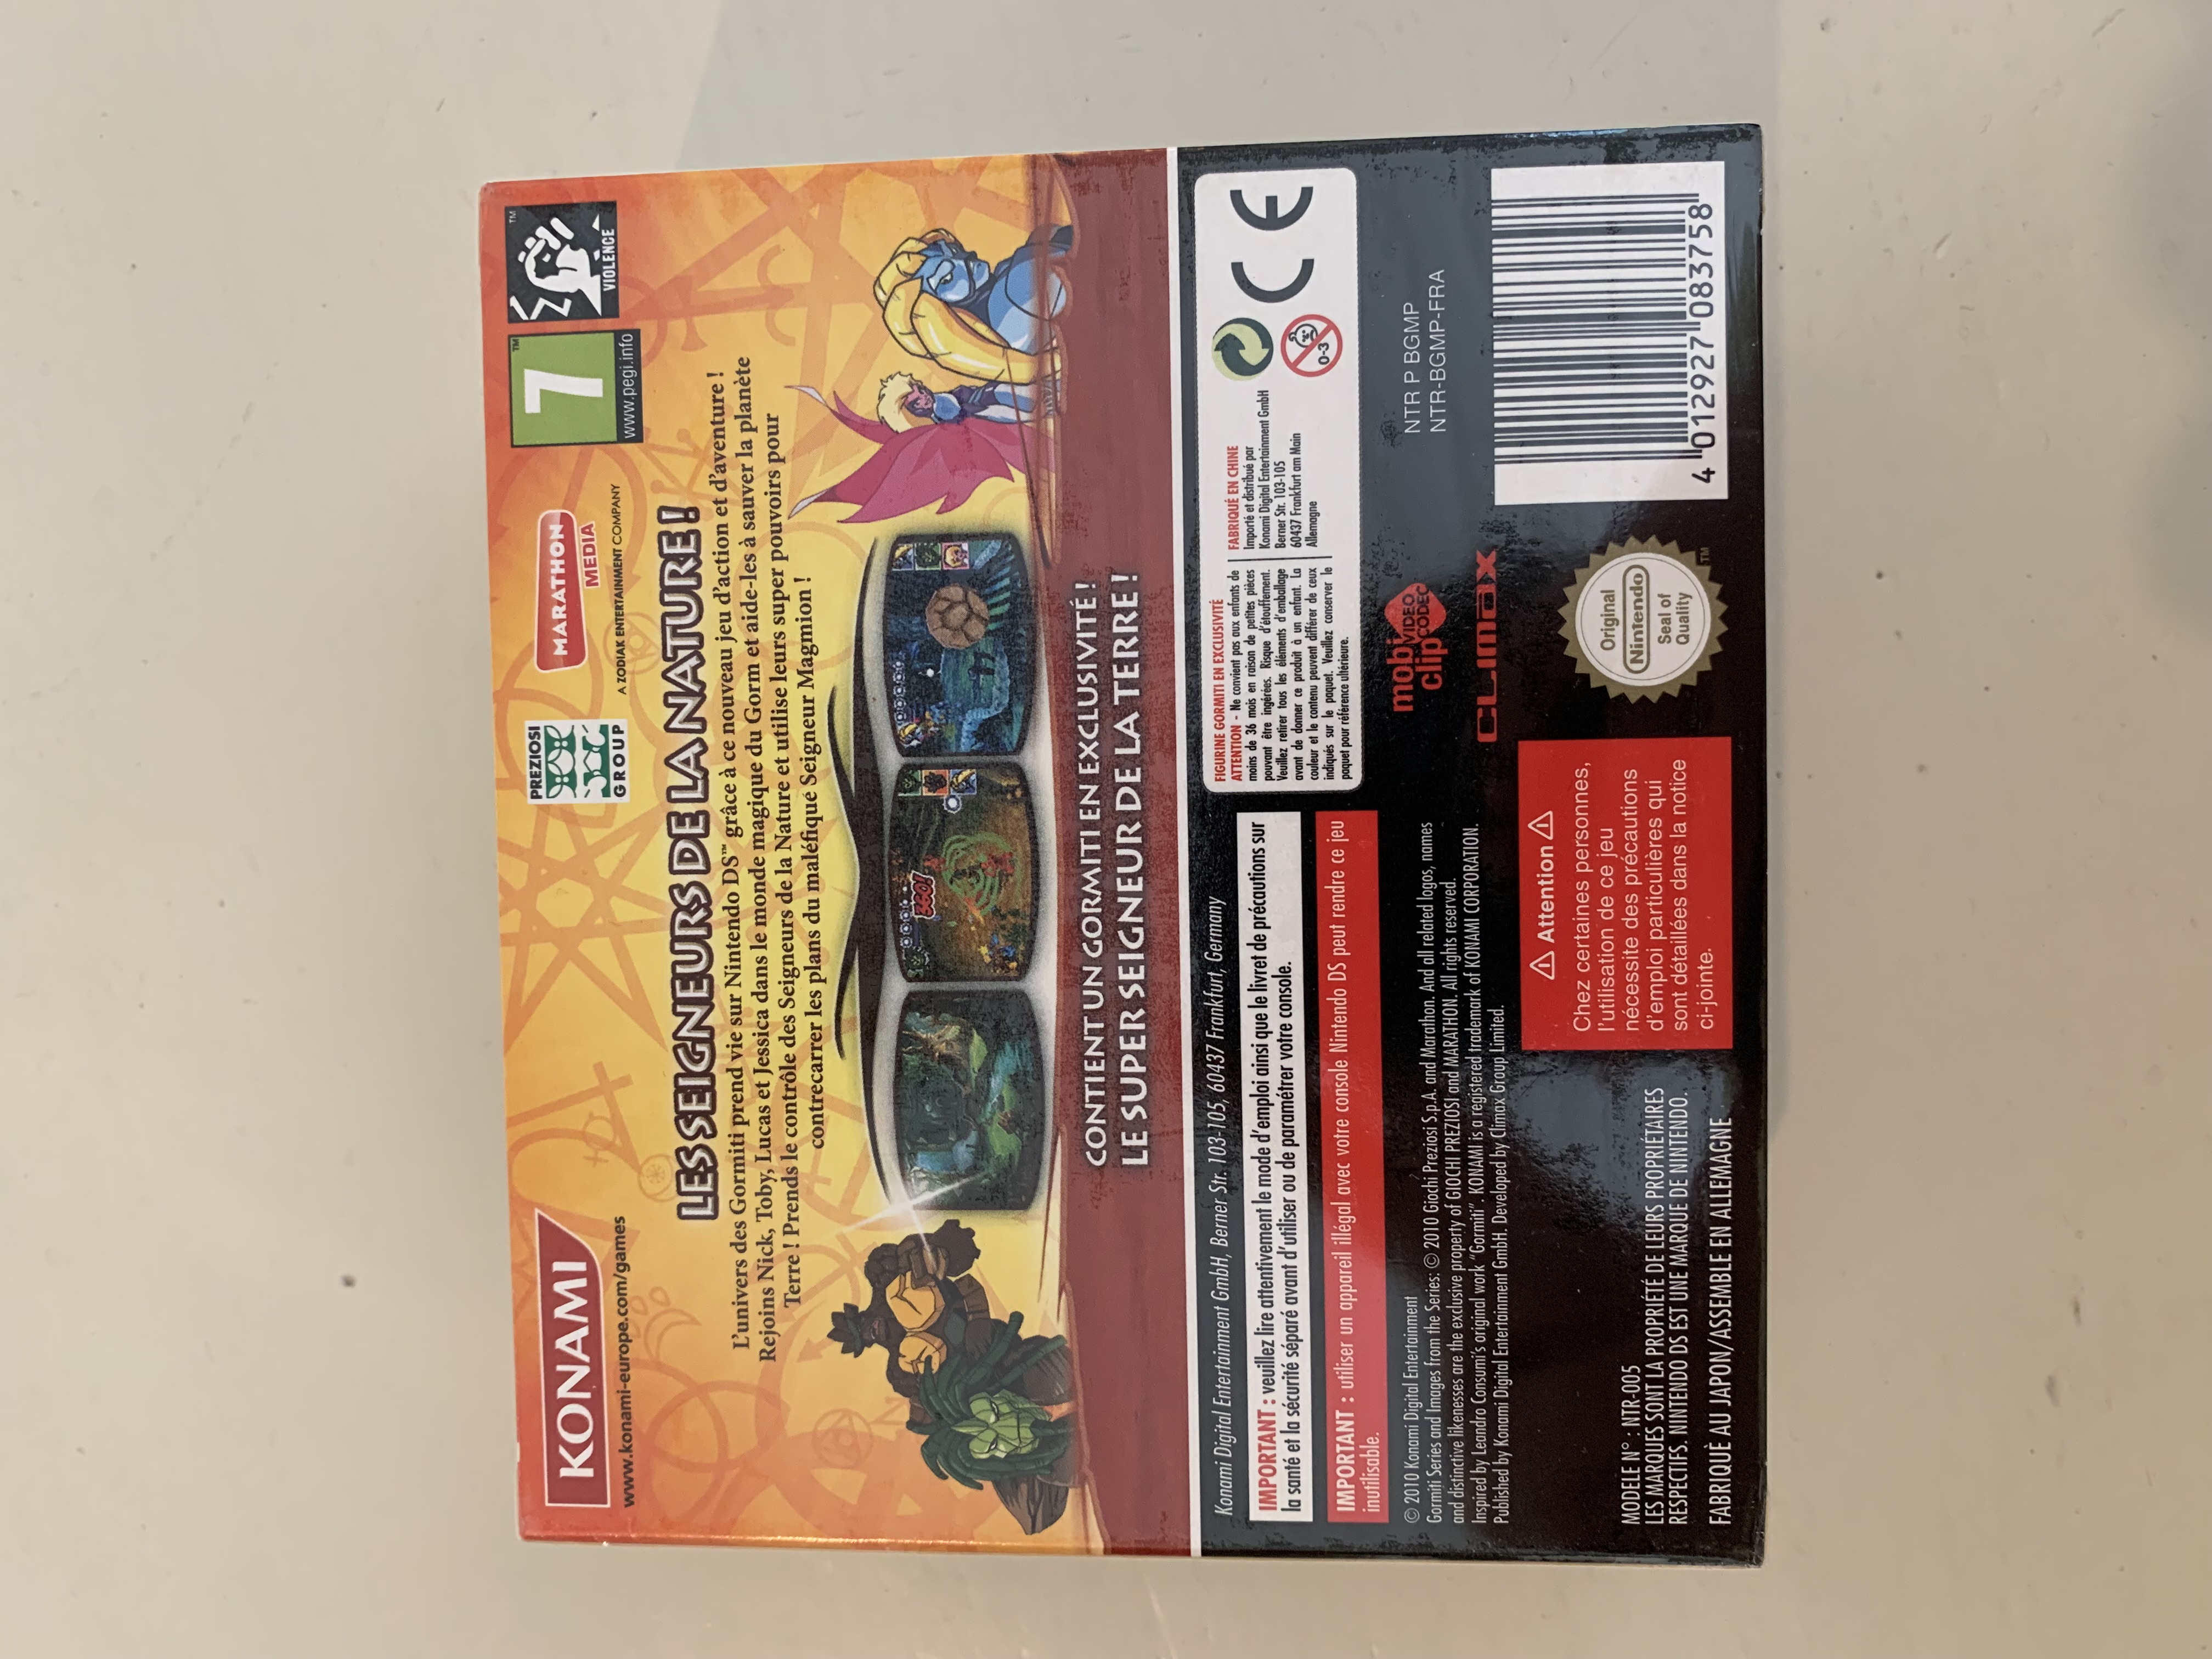 KONAMI
www.konami-europe.com/games
PREZIOSI
GROUP
MARATHON
MEDIA
A ZODIAK ENTERTAINMENT COMPANY
7
TM
www.pegi.info
TM
VIOLENCE
LES SEIGNEURS DE LA NATURE !
L'univers des Gormiti prend vie sur Nintendo DS™ grâce à ce nouveau jeu d'action et d'aventure !
Rejoins Nick, Toby, Lucas et Jessica dans le monde magique du Gorm et aide-les à sauver la planète
Terre ! Prends le contrôle des Seigneurs de la Nature et utilise leurs super pouvoirs pour
contrecarrer les plans du maléfique Seigneur Magmion !
360!
CONTIENT UN GORMITI EN EXCLUSIVITÉ !
LE SUPER SEIGNEUR DE LA TERRE !
Konami Digital Entertainment GmbH, Berner Str. 103-105, 60437 Frankfurt, Germany
IMPORTANT : veuillez lire attentivement le mode d'emploi ainsi que le livret de précautions sur
la santé et la sécurité séparé avant d'utiliser ou de paramétrer votre console.
IMPORTANT : utiliser un appareil illégal avec votre console Nintendo DS peut rendre ce jeu
inutilisable.
© 2010 Konami Digital Entertainment
Gormiti Series and Images from the Series: © 2010 Giochi Preziosi S.p.A. and Marathon. And all related logos, names
and distinctive likenesses are the exclusive property of GIOCHI PREZIOSI and MARATHON. All rights reserved.
Inspired by Leandro Consumi's original work “Gormiti”. KONAMI is a registered trademark of KONAMI CORPORATION.
Published by Konami Digital Entertainment GmbH. Developed by Climax Group Limited.
FIGURINE GORMITI EN EXCLUSIVITÉ
ATTENTION - Ne convient pas aux enfants de
moins de 36 mois en raison de petites pièces
pouvant être ingérées. Risque d'étouffement.
Veuillez retirer tous les éléments d'emballage
avant de donner ce produit à un enfant. La
couleur et le contenu peuvent différer de ceux
indiqués sur le paquet. Veuillez conserver le
paquet pour référence ultérieure.
FABRIQUÉ EN CHINE
Importé et distribué par
Konami Digital Entertainment GmbH
Berner Str. 103-105
60437 Frankfurt am Main
Allemagne
0-3
CE
mobi
clip
VIDEO
CODEC
CLIMAX
NTR P BGMP
NTR-BGMP-FRA
MODELE N° : NTR-005
LES MARQUES SONT LA PROPRIÉTÉ DE LEURS PROPRIÉTAIRES
RESPECTIFS. NINTENDO DS EST UNE MARQUE DE NINTENDO.
FABRIQUÈ AU JAPON/ASSEMBLE EN ALLEMAGNE
Attention
Chez certaines personnes,
l'utilisation de ce jeu
nécessite des précautions
d'emploi particulières qui
sont détaillées dans la notice
ci-jointe.
Original
Nintendo
Seal of
Quality
TM
4 012927 083758